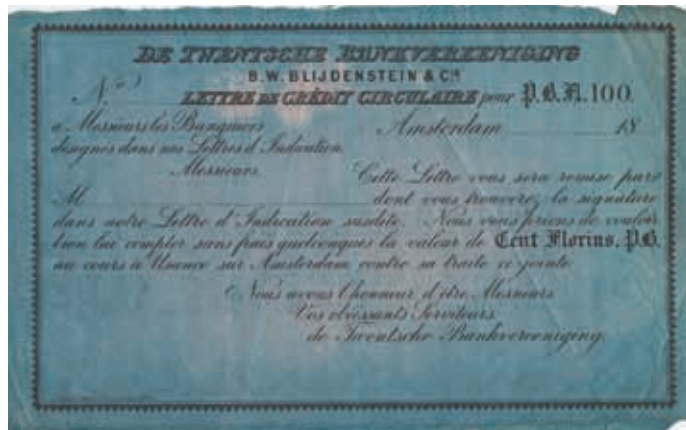 DE TWENTSCHE BANKVEREENIGING
B.W. BLIJDENSTEIN & Co.
No. LETTRE DE CRÉDIT CIRCULAIRE pour P.B.Fl. 100.
a Messieurs les Banquiers Amsterdam 18
désignés dans nos Lettres d'Indication.
Messieurs,
Cette Lettre vous sera remise par
M dont vous trouverez la signature
dans notre Lettre d'Indication susdite. Nous vous prions de vouloir
bien lui compter sans frais quelconques la valeur de Cent Florins, P.B.
au cours à Usance sur Amsterdam contre sa traite ci-jointe.
Nous avons l'honneur d'être, Messieurs
Vos obéissants Serviteurs
de Twentsche Bankvereeniging.